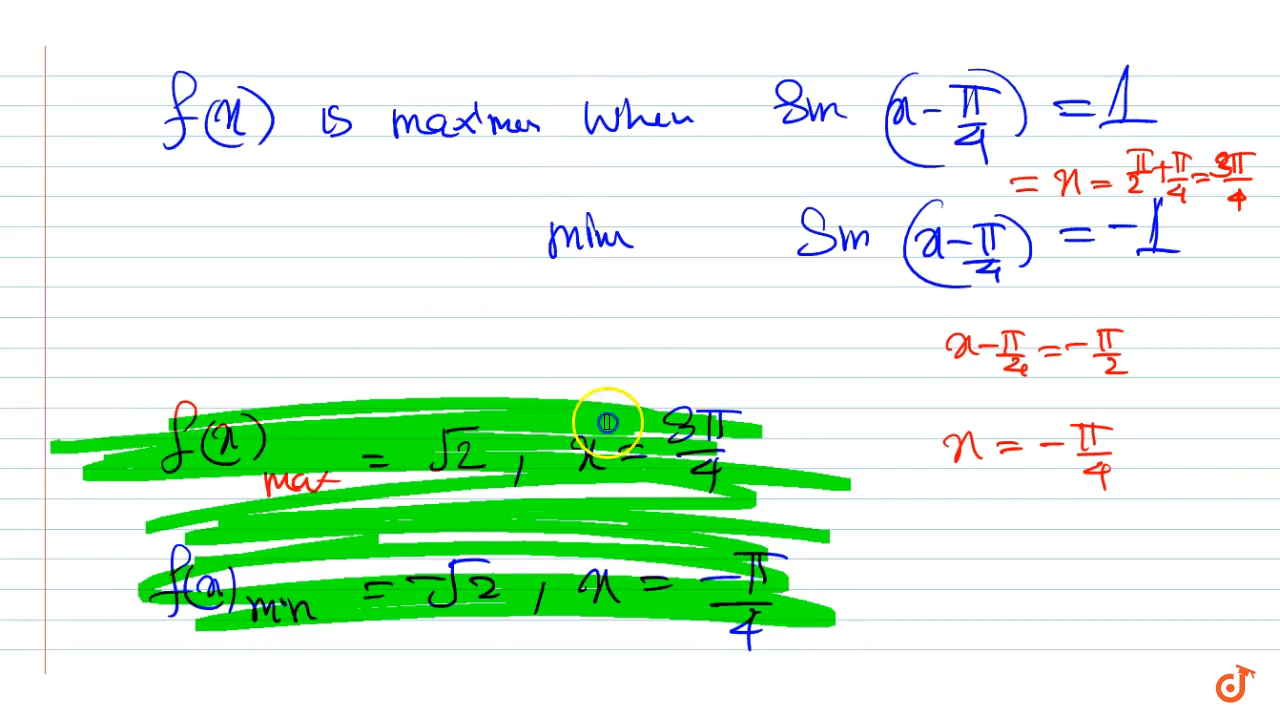 f(x) is maximum when Sin (x - π/4) = 1
= x = π/2 + π/4 = 3π/4
min Sin (x - π/4) = -1
x - π/4 = - π/2
x = - π/4
f(x) max = √2 , x = 3π/4
f(x) min = -√2 , x = -π/4